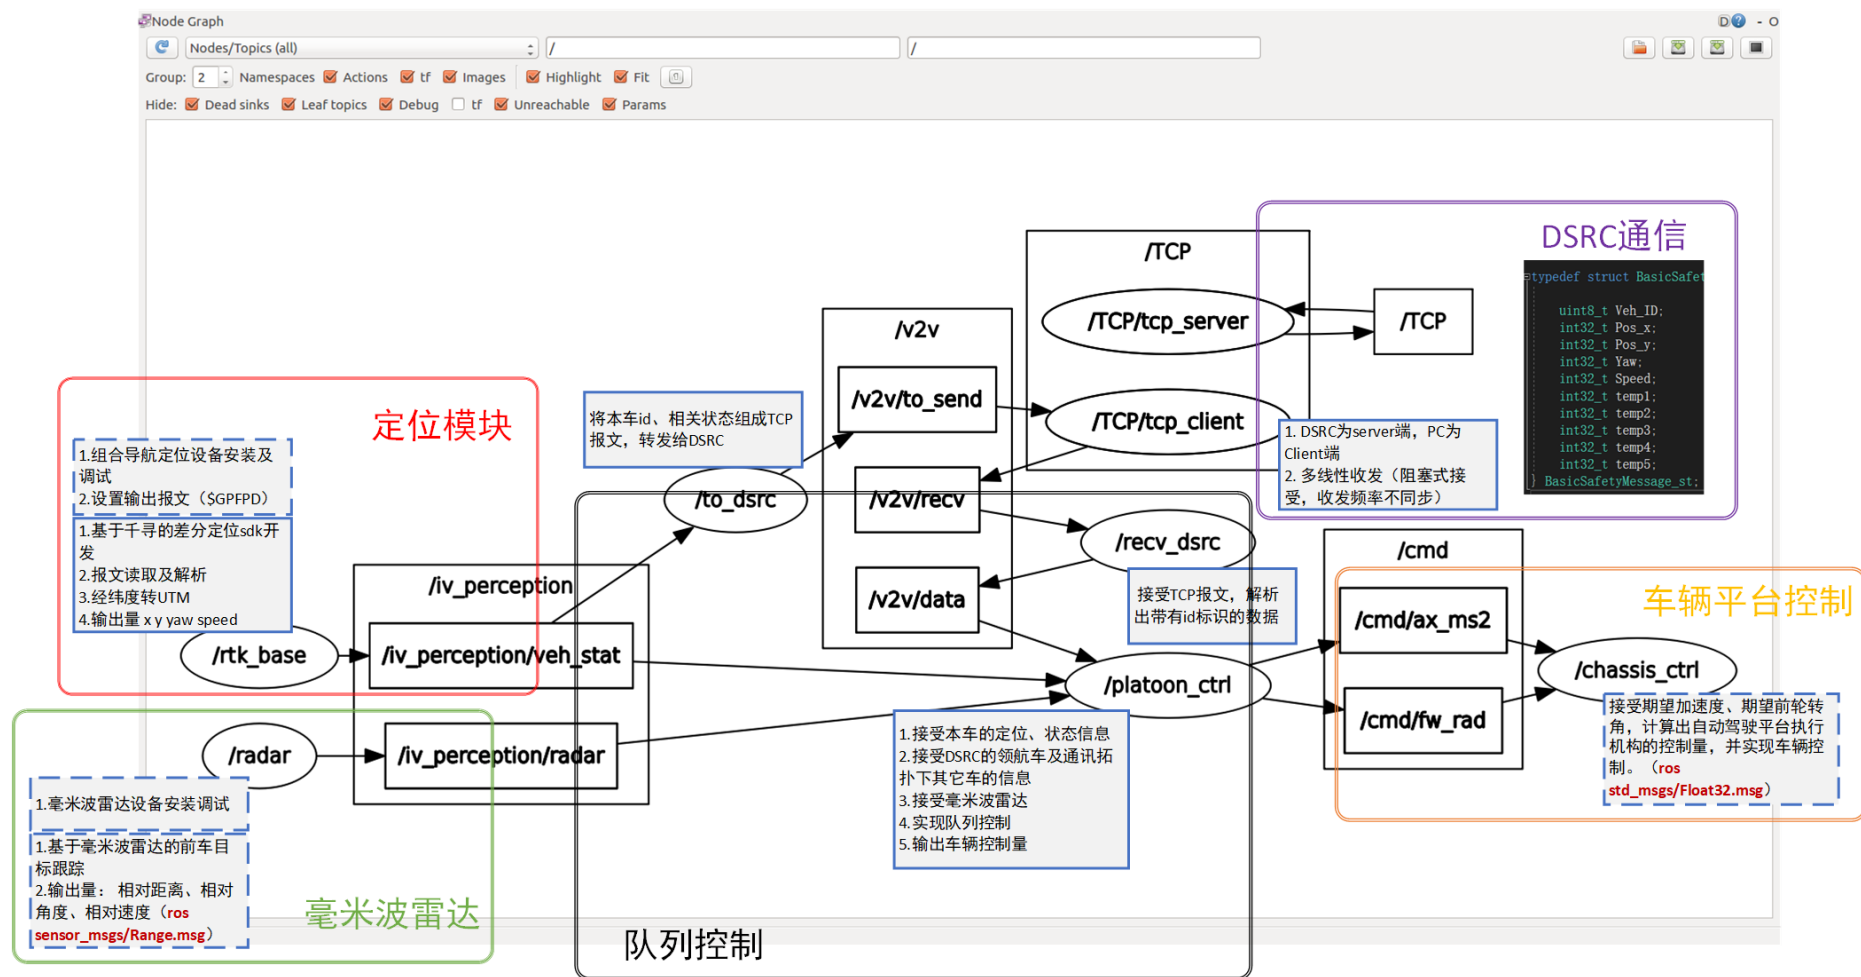 Node Graph
D
- O
Nodes/Topics (all)
/
/
Group: 2 Namespaces Actions tf Images Highlight Fit
Hide: Dead sinks Leaf topics Debug tf Unreachable Params
DSRC通信
typedef struct BasicSafet
uint8_t Veh_ID;
int32_t Pos_x;
int32_t Pos_y;
int32_t Yaw;
int32_t Speed;
int32_t temp1;
int32_t temp2;
int32_t temp3;
int32_t temp4;
int32_t temp5;
} BasicSafetyMessage_st;
/TCP
/TCP/tcp_server
/TCP
/TCP/tcp_client
1. DSRC为server端，PC为
Client端
2. 多线性收发（阻塞式接
受，收发频率不同步）
/v2v
/v2v/to_send
/v2v/recv
/v2v/data
将本车id、相关状态组成TCP
报文，转发给DSRC
/to_dsrc
/recv_dsrc
接受TCP报文，解析
出带有id标识的数据
定位模块
1.组合导航定位设备安装及
调试
2.设置输出报文（$GPFPD）
1.基于千寻的差分定位sdk开
发
2.报文读取及解析
3.经纬度转UTM
4.输出量 x y yaw speed
/rtk_base
/iv_perception
/iv_perception/veh_stat
/radar
/iv_perception/radar
1.毫米波雷达设备安装调试
1.基于毫米波雷达的前车目
标跟踪
2.输出量： 相对距离、相对
角度、相对速度（ros
sensor_msgs/Range.msg）
毫米波雷达
/platoon_ctrl
1.接受本车的定位、状态信息
2.接受DSRC的领航车及通讯拓
扑下其它车的信息
3.接受毫米波雷达
4.实现队列控制
5.输出车辆控制量
队列控制
/cmd
/cmd/ax_ms2
/cmd/fw_rad
车辆平台控制
/chassis_ctrl
接受期望加速度、期望前轮转
角，计算出自动驾驶平台执行
机构的控制量，并实现车辆控
制。（ros
std_msgs/Float32.msg）